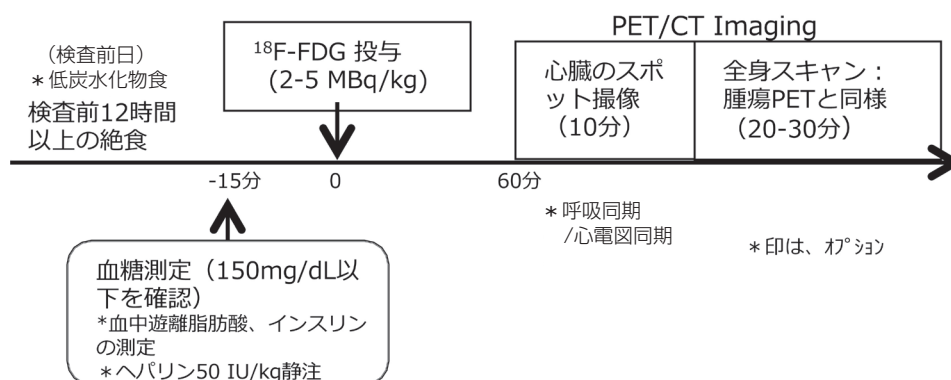 PET/CT Imaging
（検査前日）
＊低炭水化物食
検査前12時間
以上の絶食
18F-FDG 投与
(2-5 MBq/kg)
心臓のスポ
ット撮像
（10分）
全身スキャン：
腫瘍PETと同様
（20-30分）
-15分
0
60分
＊呼吸同期
/心電図同期
＊印は、ｵﾌﾟｼｮﾝ
血糖測定（150mg/dL以
下を確認）
*血中遊離脂肪酸、インスリン
の測定
＊ヘパリン50 IU/kg静注